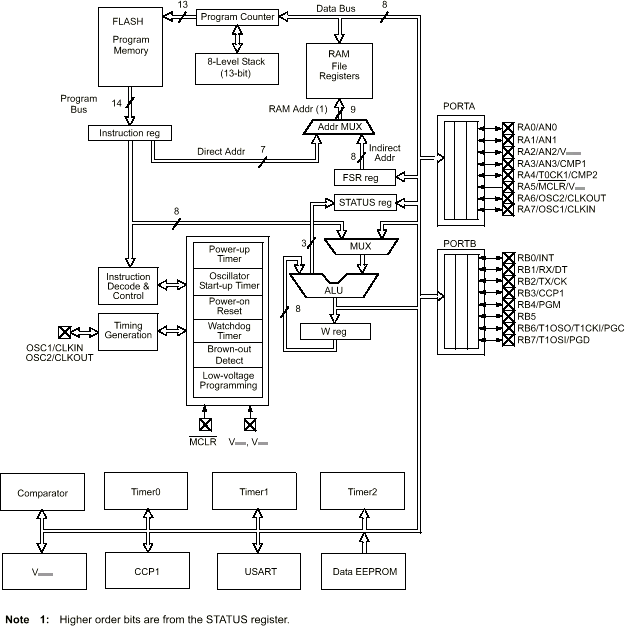 13
Data Bus
8
FLASH
Program
Memory
Program Counter
8-Level Stack
(13-bit)
RAM
File
Registers
Program
Bus
14
RAM Addr (1)
9
PORTA
Addr MUX
Instruction reg
Direct Addr
7
8
Indirect
Addr
FSR reg
STATUS reg
8
RA0/AN0
RA1/AN1
RA2/AN2/V
RA3/AN3/CMP1
RA4/T0CK1/CMP2
RA5/MCLR/V
RA6/OSC2/CLKOUT
RA7/OSC1/CLKIN
3
MUX
PORTB
Power-up
Timer
Oscillator
Start-up Timer
Power-on
Reset
Watchdog
Timer
Brown-out
Detect
Low-voltage
Programming
Instruction
Decode &
Control
ALU
8
W reg
RB0/INT
RB1/RX/DT
RB2/TX/CK
RB3/CCP1
RB4/PGM
RB5
RB6/T1OSO/T1CKI/PGC
RB7/T1OSI/PGD
Timing
Generation
OSC1/CLKIN
OSC2/CLKOUT
MCLR
V , V
Comparator
Timer0
Timer1
Timer2
V
CCP1
USART
Data EEPROM
Note 1: Higher order bits are from the STATUS register.